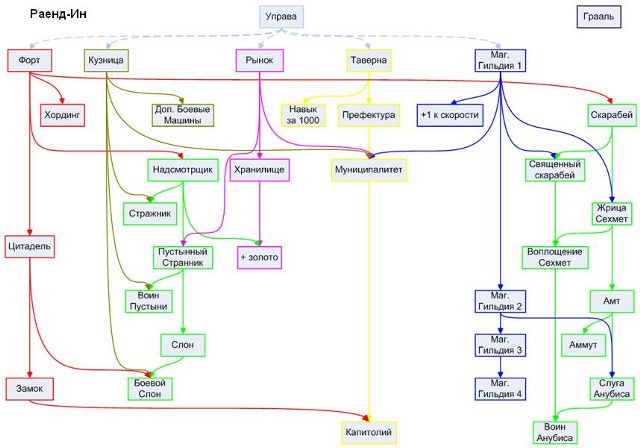 Раенд-Ин
Управа
Грааль
Форт
Кузница
Рынок
Таверна
Маг.
Гильдия 1
Хординг
Доп. Боевые
Машины
Навык
за 1000
Префектура
+1 к скорости
Скарабей
Надсмотрщик
Хранилище
Муниципалитет
Священный
скарабей
Стражник
Жрица
Сехмет
Цитадель
Пустынный
Странник
+ золото
Воплощение
Сехмет
Воин
Пустыни
Маг.
Гильдия 2
Амт
Слон
Маг.
Гильдия 3
Аммут
Замок
Боевой
Слон
Маг.
Гильдия 4
Слуга
Анубиса
Капитолий
Воин
Анубиса